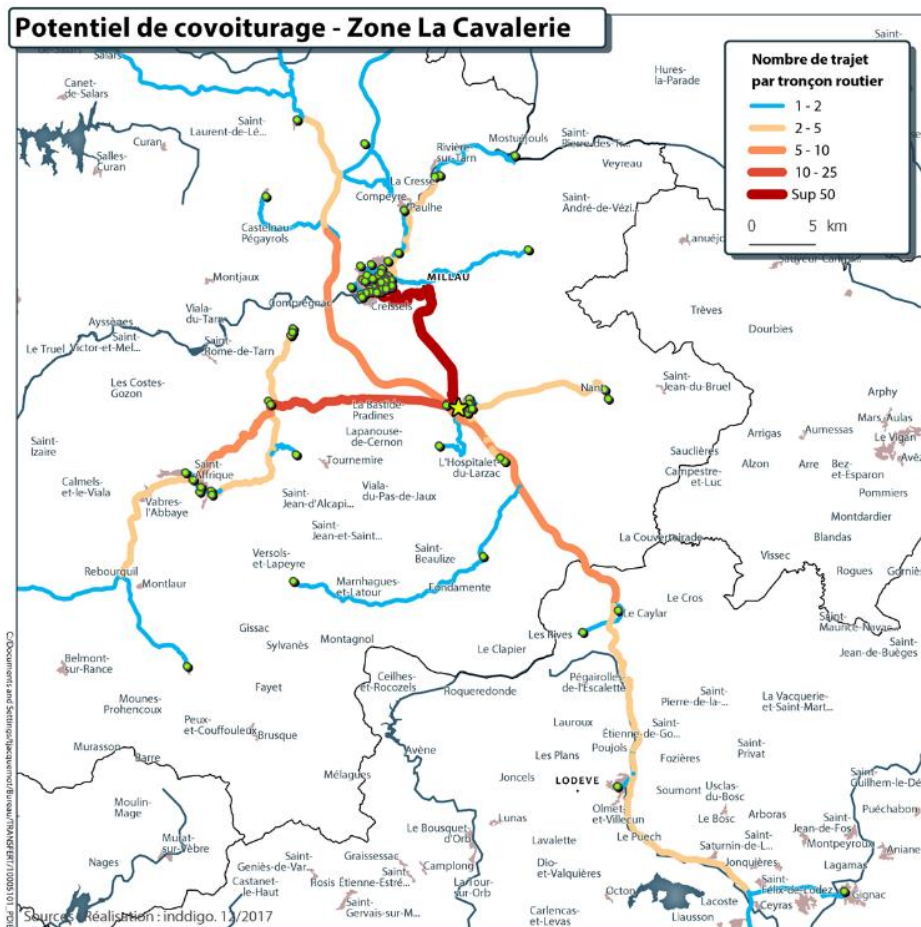 Potentiel de covoiturage - Zone La Cavalerie
Nombre de trajet
par tronçon routier
1 - 2
2 - 5
5 - 10
10 - 25
Sup 50
0 5 km
Salars
Canet-
de-Salars
Curan
Salles-
Curan
Saint-
Laurent-de-Lé...
Hures-
la-Parade
Mostuéjouls
Saint-
Pierre-des-Tr...
Veyreau
Rivière-
sur-Tarn
La Cresse
Compeyre
Paulhe
Saint-
André-de-Vézi...
Lanuéjols
Castelnau
Pégayrols
Montjaux
MILLAU
Creissels
Comprégnac
Viala-
du-Tarn
Ayssènes
Saint-
Victor-et-Mel...
Le Truel
Saint-
Rome-de-Tarn
Trèves
Dourbies
Les Costes-
Gozon
Nant
Saint-
Jean-du-Bruel
Arphy
Mars
Aulas
Aumessas
Le Vigan
Arrigas
La Bastide-
Pradines
Lapanouse-
de-Cernon
Saint-
Izaire
Tournemire
L'Hospitalet-
du-Larzac
Sauclières
Campestre-
et-Luc
Alzon
Arre
Bez-
et-Esparon
Pommiers
Calmels-
et-le-Viala
Saint-
Affrique
Vabres-
l'Abbaye
Saint-
Jean-d'Alcapi...
Viala-
du-Pas-de-Jaux
Montdardier
Blandas
Saint-
Jean-et-Saint...
La Couvertoirade
Vissec
Rogues
Rebourguil
Montlaur
Versols-
et-Lapeyre
Saint-
Beaulize
Marnhagues-
et-Latour
Fondamente
Le Cros
Le Caylar
Saint-
Maurice-Navac...
Saint-
Jean-de-Buèges
Gissac
Sylvanès
Montagnol
Les Rives
Le Clapier
Belmont-
sur-Rance
Fayet
Ceilhes-
et-Rocozels
Roqueredonde
Pégairolles-
de-l'Escalette
Mounes-
Prohencoux
Peux-
et-Couffouleux
Brusque
Saint-
Pierre-de-la-...
La Vacquerie-
et-Saint-Mart...
Lauroux
Saint-
Étienne-de-Go...
Murasson
Barre
Avène
Les Plans
Poujols
Fozières
Saint-
Privat
Mélagues
Joncels
LODEVE
Soumont
Usclas-
du-Bosc
Saint-
Guilhem-le-Dé...
Moulin-
Mage
Olmet-
et-Villecun
Le Bosc
Arboras
Puéchabon
Lunas
Le Bousquet-
d'Orb
Le Puech
Saint-
Saturnin-de-L...
Saint-
Jean-de-Fos
Montpeyroux
Aniane
Murat-
sur-Vèbre
Nages
Saint-
Geniès-de-Var...
Graissessac
Camplong
Lavalette
Dio-
et-Valquières
Jonquières
Lagamas
Castanet-
le-Haut
Rosis
Saint-
Étienne-Estré...
La Tour-
sur-Orb
Octon
Saint-
Félix-de-Lodez
Gignac
Lacoste
Ceyras
Saint-
Gervais-sur-M...
Carlencas-
et-Levas
Liausson
Sources - Réalisation : inddigo. 12/2017